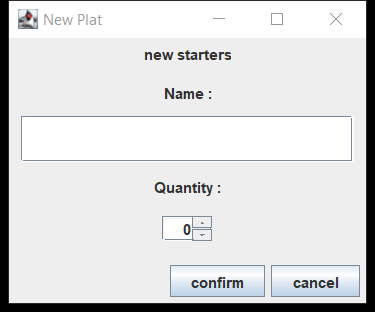 New Plat
new starters
Name :
Quantity :
0
confirm cancel